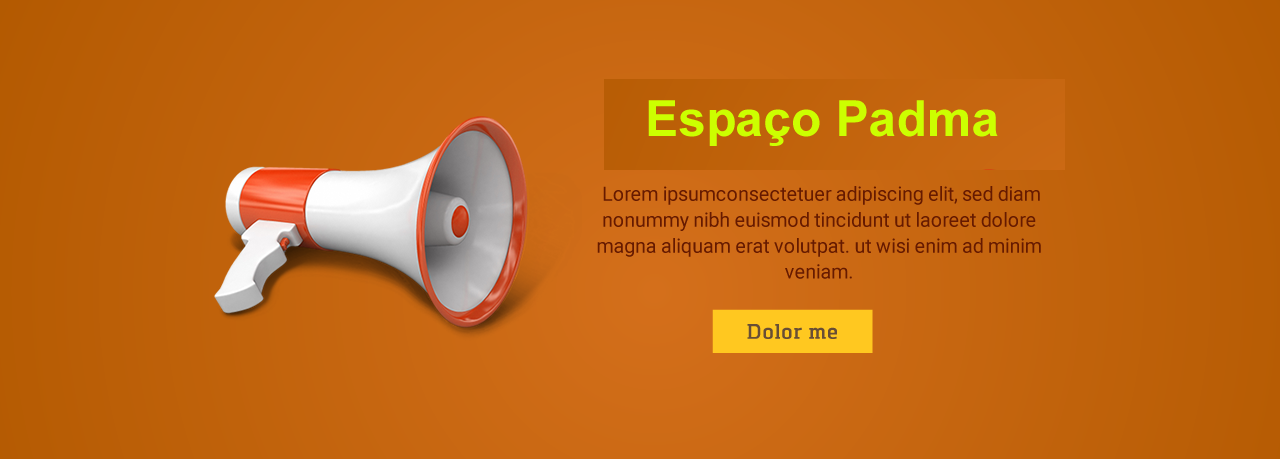 Espaço Padma
Lorem ipsumconsectetuer adipiscing elit, sed diam
nonummy nibh euismod tincidunt ut laoreet dolore
magna aliquam erat volutpat. ut wisi enim ad minim
veniam.
Dolor me